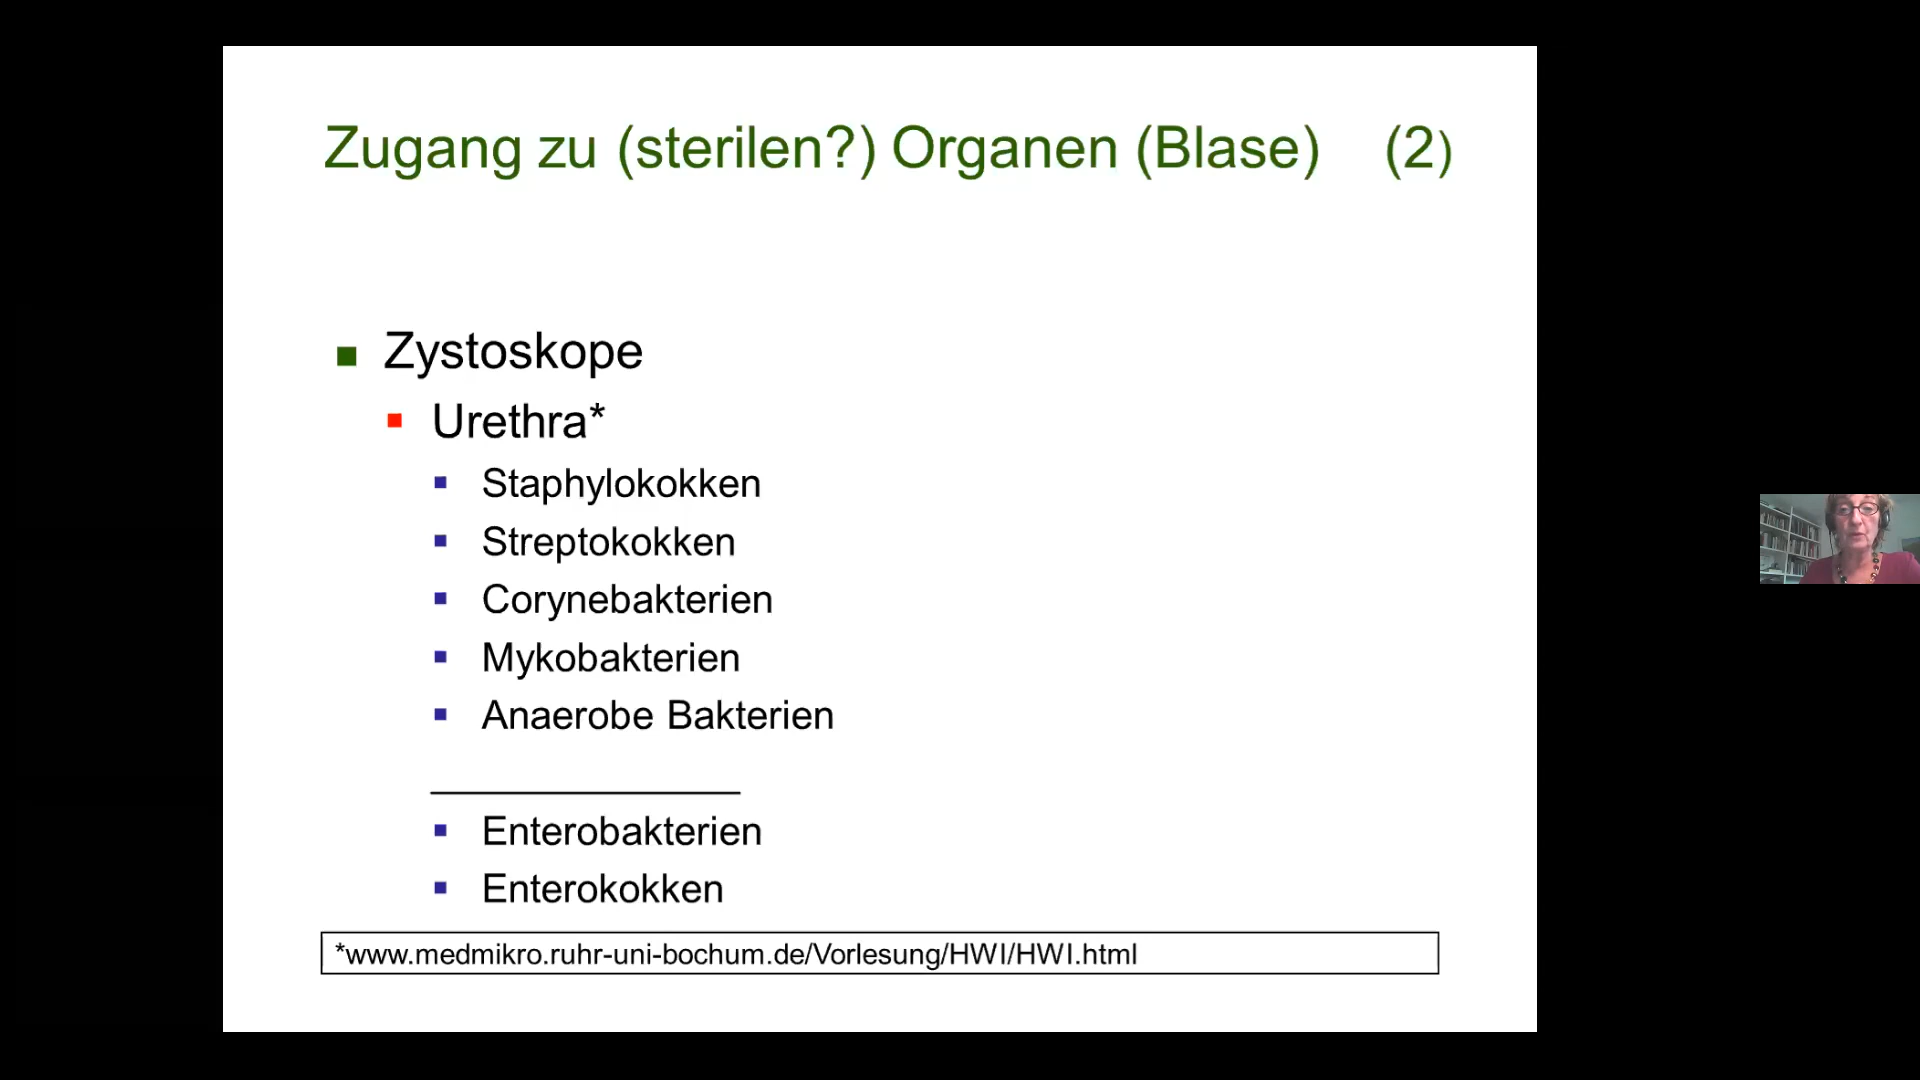 Zugang zu (sterilen?) Organen (Blase) (2)
Zystoskope
Urethra*
Staphylokokken
Streptokokken
Corynebakterien
Mykobakterien
Anaerobe Bakterien
Enterobakterien
Enterokokken
*www.medmikro.ruhr-uni-bochum.de/Vorlesung/HWI/HWI.html